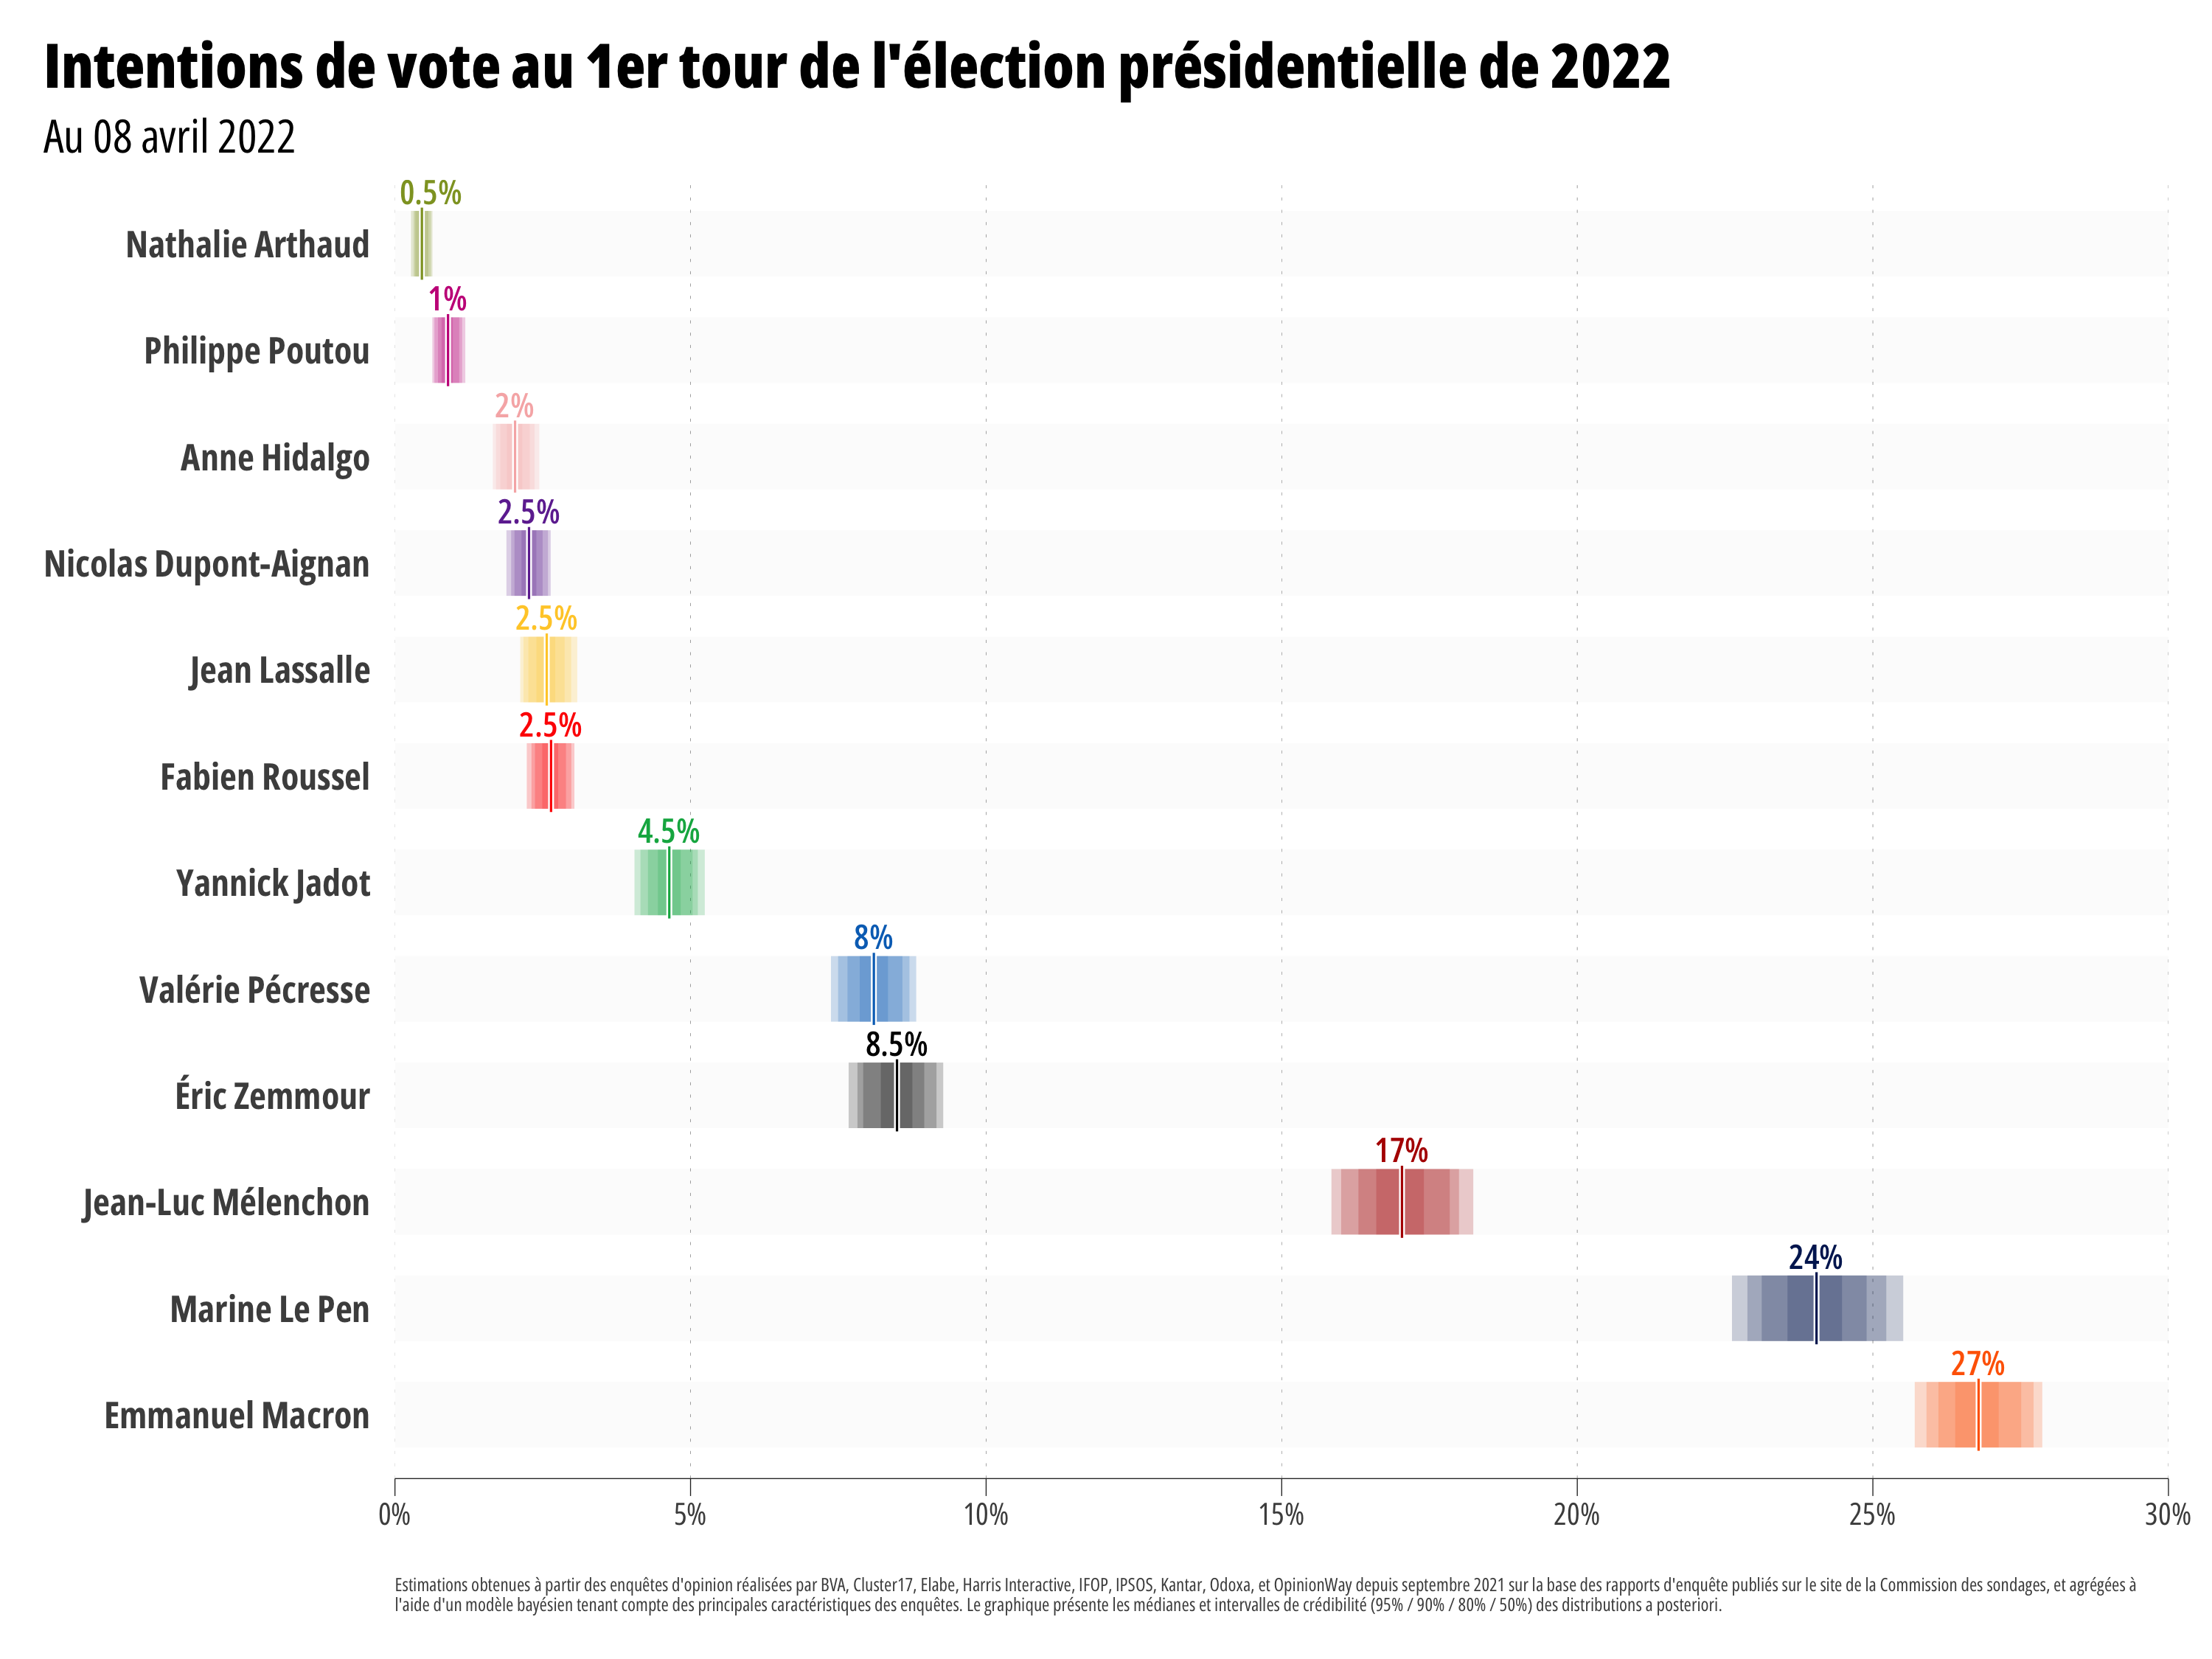 Intentions de vote au 1er tour de l'élection présidentielle de 2022
Au 08 avril 2022
0.5%
Nathalie Arthaud
1%
Philippe Poutou
2%
Anne Hidalgo
2.5%
Nicolas Dupont-Aignan
2.5%
Jean Lassalle
2.5%
Fabien Roussel
4.5%
Yannick Jadot
8%
Valérie Pécresse
8.5%
Éric Zemmour
17%
Jean-Luc Mélenchon
24%
Marine Le Pen
27%
Emmanuel Macron
0% 5% 10% 15% 20% 25% 30%
Estimations obtenues à partir des enquêtes d'opinion réalisées par BVA, Cluster17, Elabe, Harris Interactive, IFOP, IPSOS, Kantar, Odoxa, et OpinionWay depuis septembre 2021 sur la base des rapports d'enquête publiés sur le site de la Commission des sondages, et agrégées à
l'aide d'un modèle bayésien tenant compte des principales caractéristiques des enquêtes. Le graphique présente les médianes et intervalles de crédibilité (95% / 90% / 80% / 50%) des distributions a posteriori.